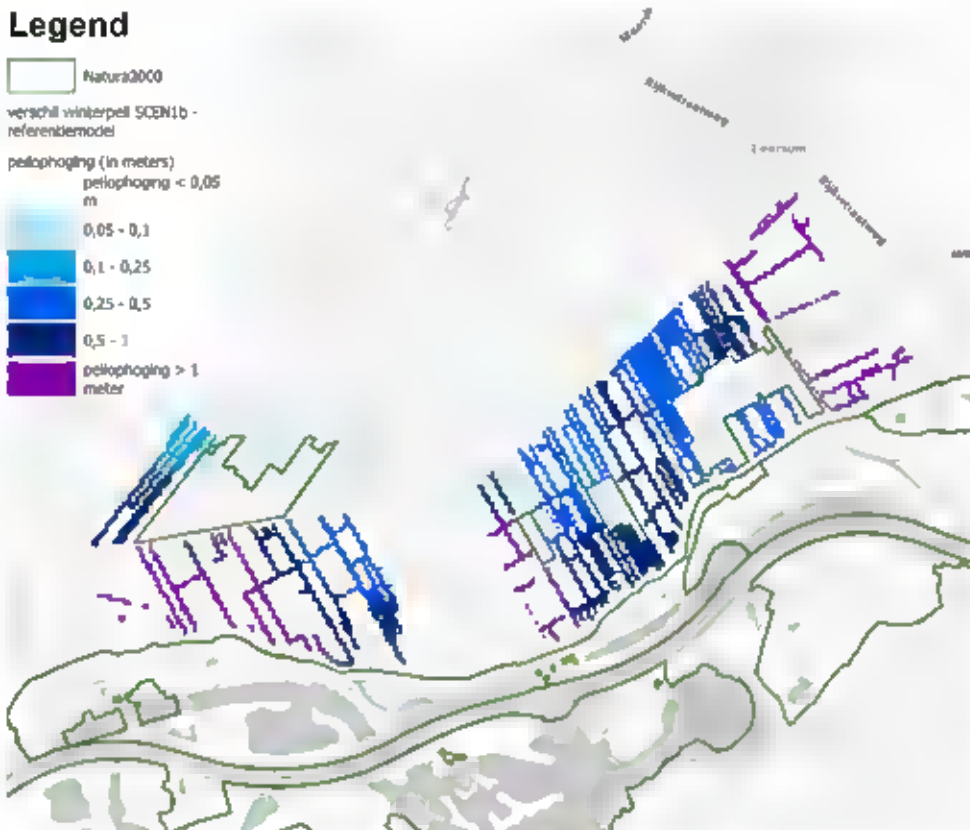 Legend
Natura2000
verschil winterpeil SCEN1b -
referentiemodel
peilophoging (in meters)
peilophoging < 0,05
m
0,05 - 0,1
0,1 - 0,25
0,25 - 0,5
0,5 - 1
peilophoging > 1
meter
Rijksstraatweg
Leersum
Rijksstraatweg